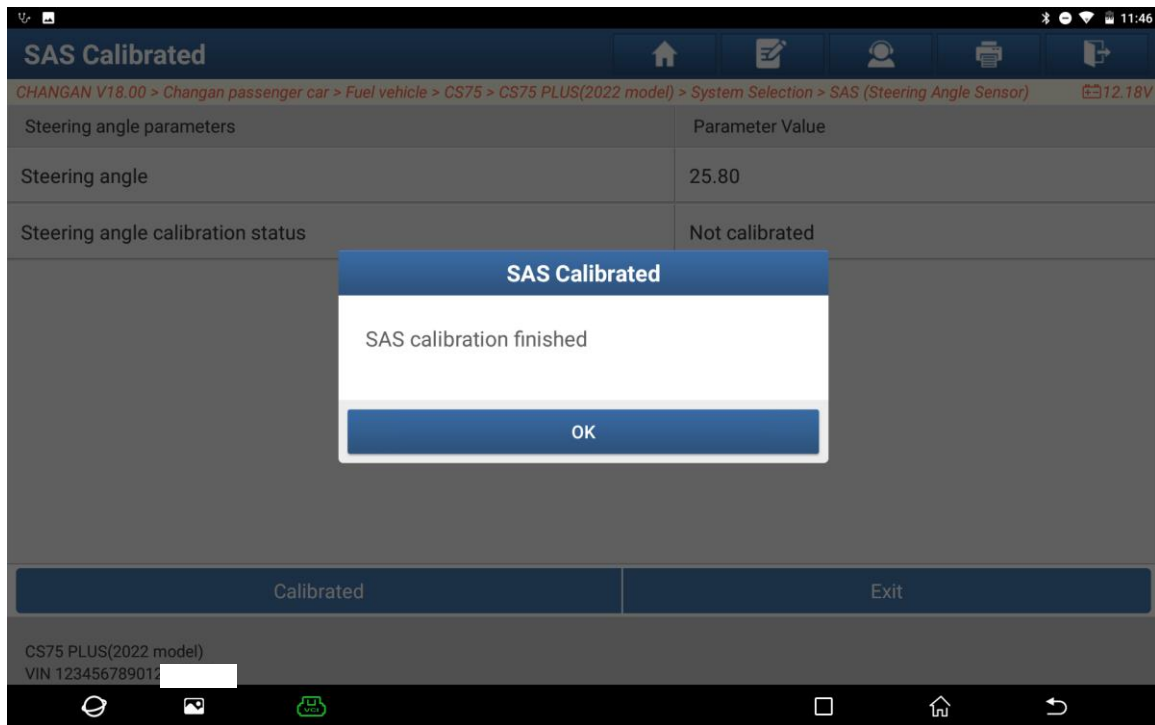 11:46
SAS Calibrated
CHANGAN V18.00 > Changan passenger car > Fuel vehicle > CS75 > CS75 PLUS(2022 model) > System Selection > SAS (Steering Angle Sensor) 12.18V
Steering angle parameters Parameter Value
Steering angle 25.80
Steering angle calibration status Not calibrated
SAS Calibrated
SAS calibration finished
OK
Calibrated Exit
CS75 PLUS(2022 model)
VIN 123456789012
VCI